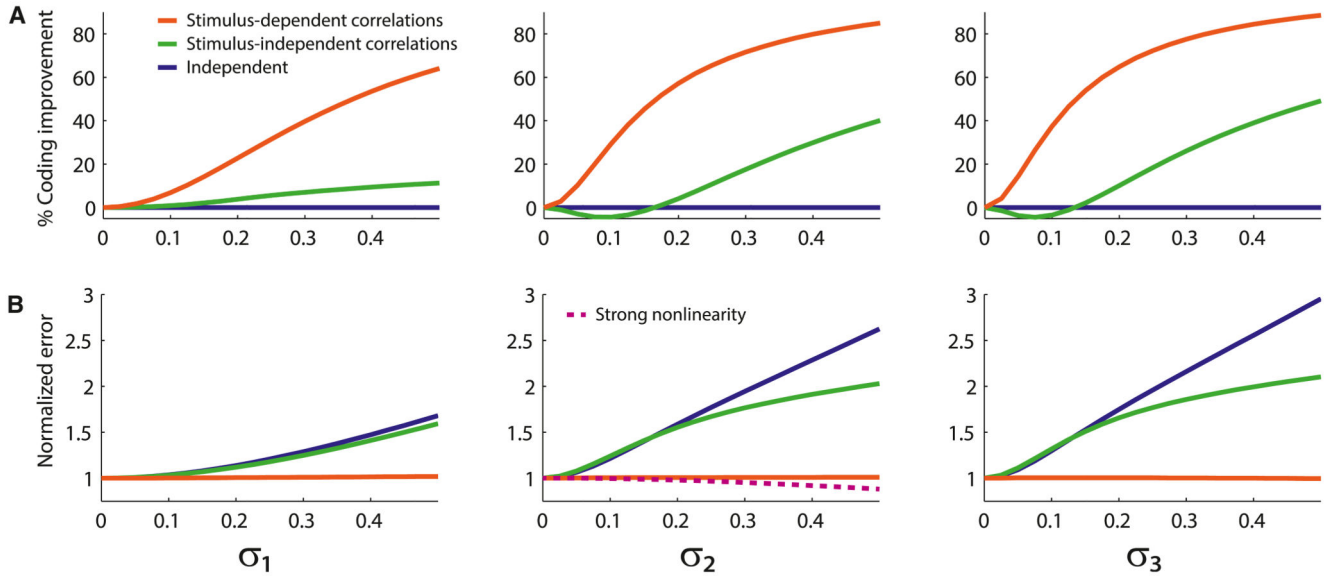 A
% Coding improvement
80
60
40
20
0
Stimulus-dependent correlations
Stimulus-independent correlations
Independent
0 0.1 0.2 0.3 0.4
80
60
40
20
0
0 0.1 0.2 0.3 0.4
80
60
40
20
0
0 0.1 0.2 0.3 0.4
B
Normalized error
3
2.5
2
1.5
1
0 0.1 0.2 0.3 0.4
σ1
3
2.5
2
1.5
1
Strong nonlinearity
0 0.1 0.2 0.3 0.4
σ2
3
2.5
2
1.5
1
0 0.1 0.2 0.3 0.4
σ3